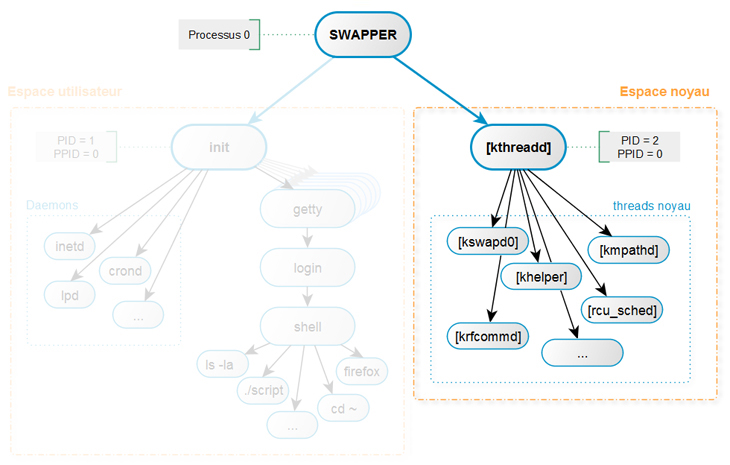 Processus 0
SWAPPER
Espace utilisateur
Espace noyau
PID = 1
PPID = 0
init
[kthreadd]
PID = 2
PPID = 0
Daemons
getty
threads noyau
inetd
crond
lpd
...
login
shell
ls -la
./script
...
cd ~
firefox
[kswapd0]
[kmpathd]
[khelper]
[rcu_sched]
[krfcommd]
...